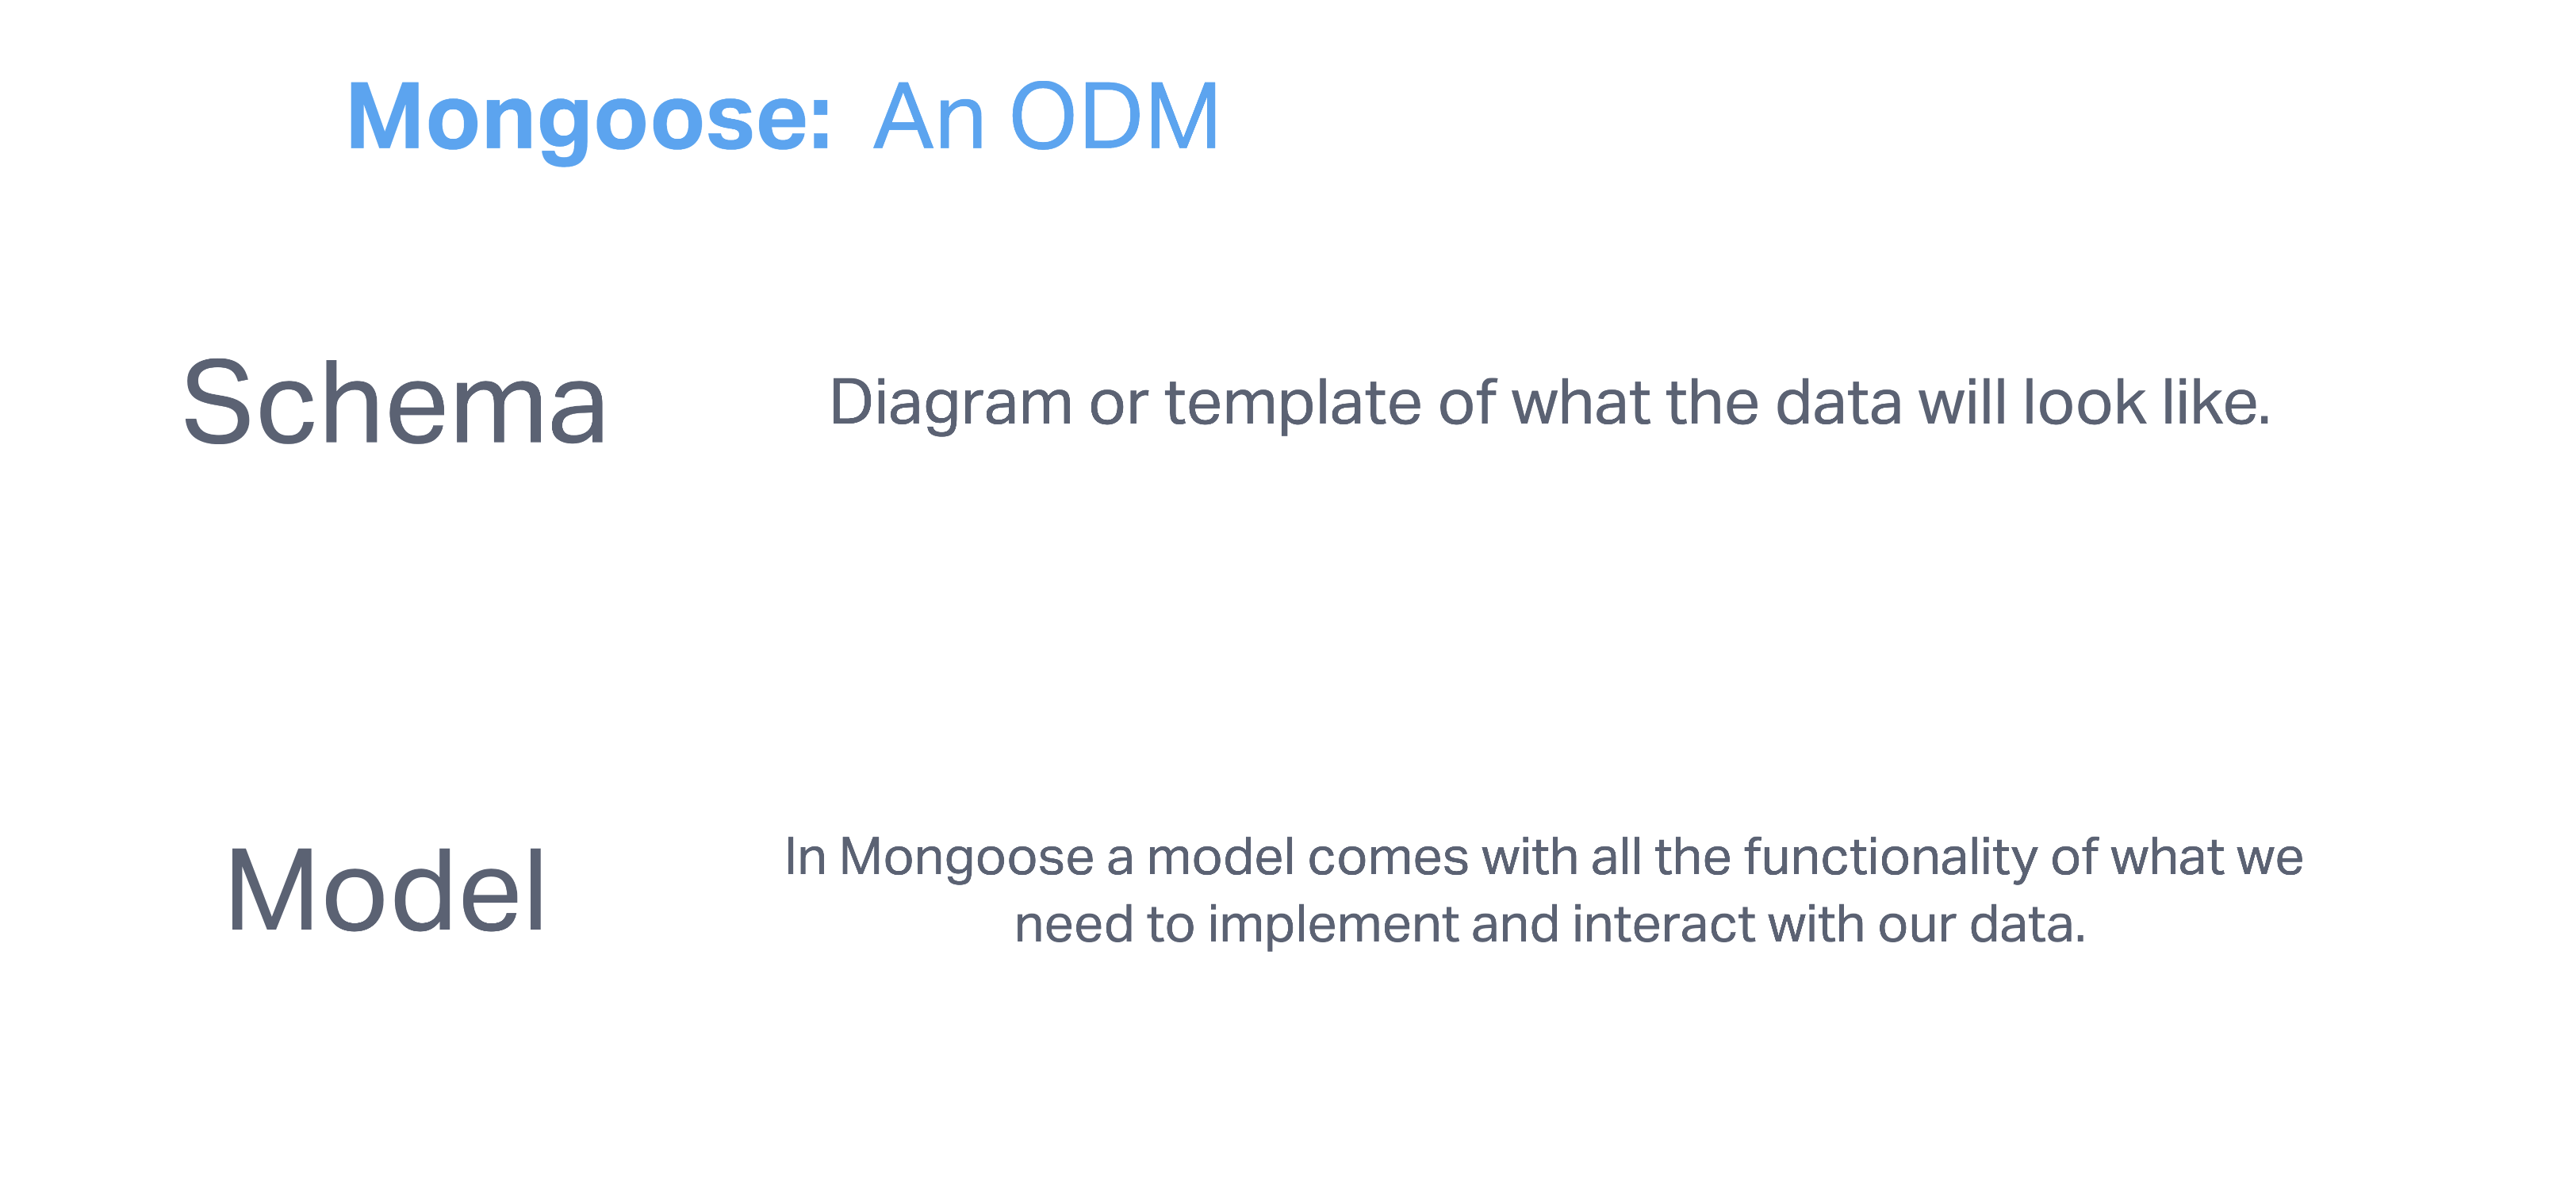 Mongoose: An ODM
Schema
Diagram or template of what the data will look like.
Model
In Mongoose a model comes with all the functionality of what we
need to implement and interact with our data.